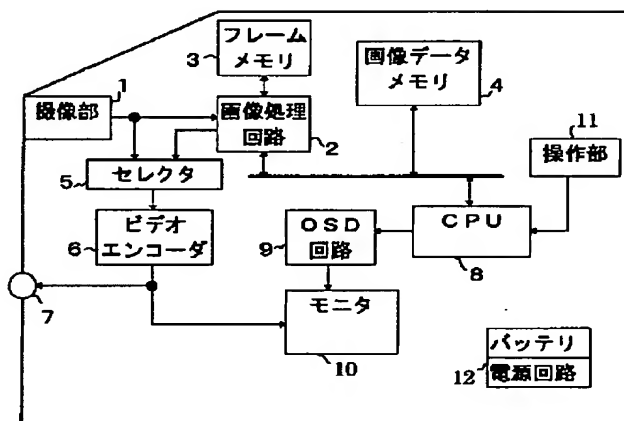 フレーム
メモリ
3
画像データ
メモリ
4
1
撮像部
画像処理
回路
2
11
操作部
セレクタ
5
ビデオ
エンコーダ
6
OSD
回路
9
CPU
8
7
モニタ
10
バッテリ
電源回路
12